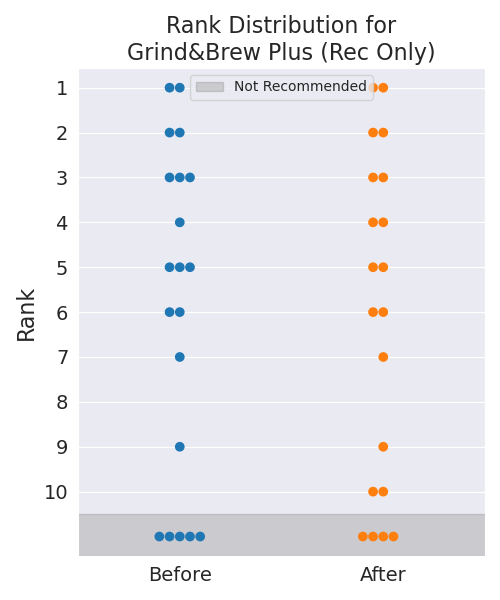 Rank Distribution for
Grind&Brew Plus (Rec Only)
Not Recommended
Rank
1
2
3
4
5
6
7
8
9
10
Before
After